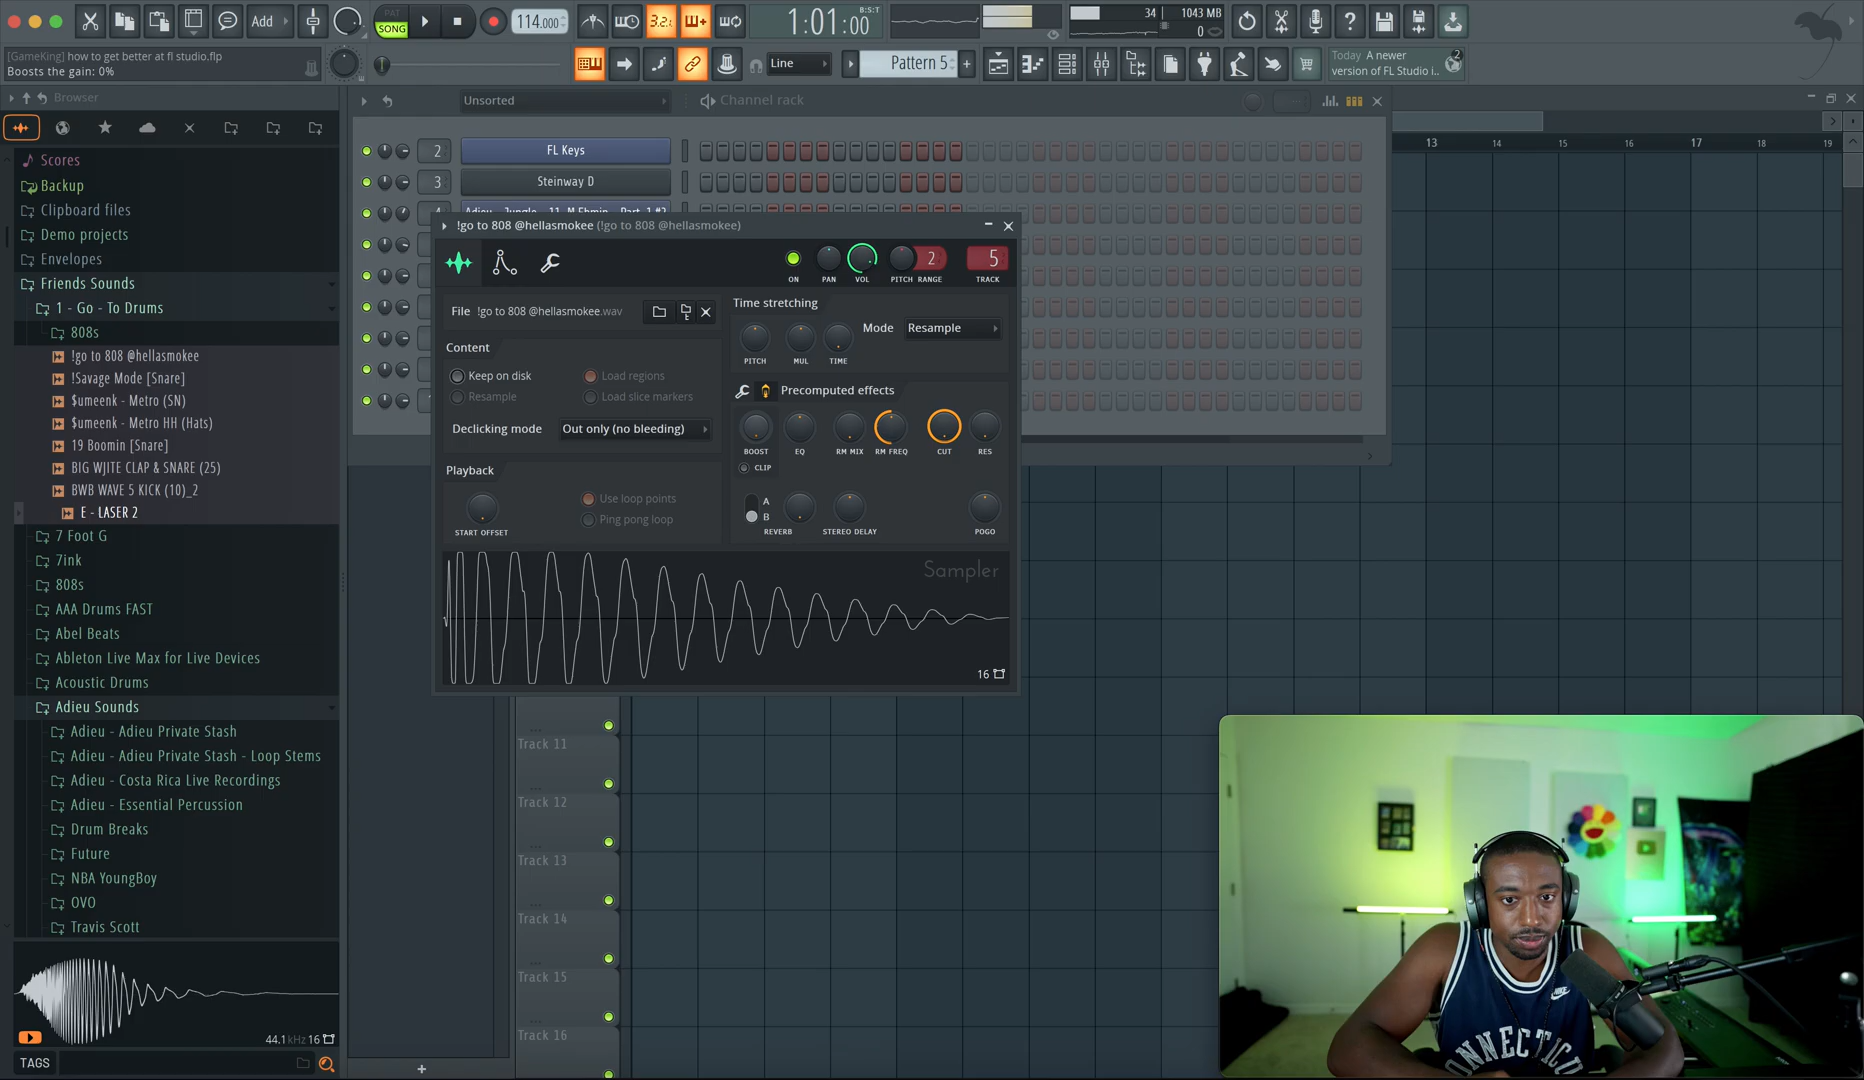 Add
PAT
SONG
114.000
3.2.
1:01:00
B:S:T
34
1043 MB
0
[GameKing] how to get better at fl studio.flp
Boosts the gain: 0%
Line
Pattern 5
Today A newer
version of FL Studio i..
2
Browser
Unsorted
Channel rack
Scores
Backup
Clipboard files
Demo projects
Envelopes
Friends Sounds
1 - Go - To Drums
808s
!go to 808 @hellasmokee
!Savage Mode [Snare]
$umeenk - Metro (SN)
$umeenk - Metro HH (Hats)
19 Boomin [Snare]
BIG WJITE CLAP & SNARE (25)
BWB WAVE 5 KICK (10)_2
E - LASER 2
7 Foot G
7ink
808s
AAA Drums FAST
Abel Beats
Ableton Live Max for Live Devices
Acoustic Drums
Adieu Sounds
Adieu - Adieu Private Stash
Adieu - Adieu Private Stash - Loop Stems
Adieu - Costa Rica Live Recordings
Adieu - Essential Percussion
Drum Breaks
Future
NBA YoungBoy
OVO
Travis Scott
44.1kHz 16
TAGS
2 FL Keys
3 Steinway D
13 14 15 16 17 18 19
!go to 808 @hellasmokee (!go to 808 @hellasmokee)
2
5
ON PAN VOL PITCH RANGE TRACK
File !go to 808 @hellasmokee.wav
Time stretching
Mode Resample
PITCH MUL TIME
Content
Keep on disk
Load regions
Resample
Load slice markers
Declicking mode Out only (no bleeding)
Precomputed effects
BOOST EQ RM MIX RM FREQ CUT RES
CLIP
Playback
Use loop points
Ping pong loop
START OFFSET
A
B
REVERB STEREO DELAY POGO
Sampler
16
Track 11
Track 12
Track 13
Track 14
Track 15
Track 16
CONNECTICU